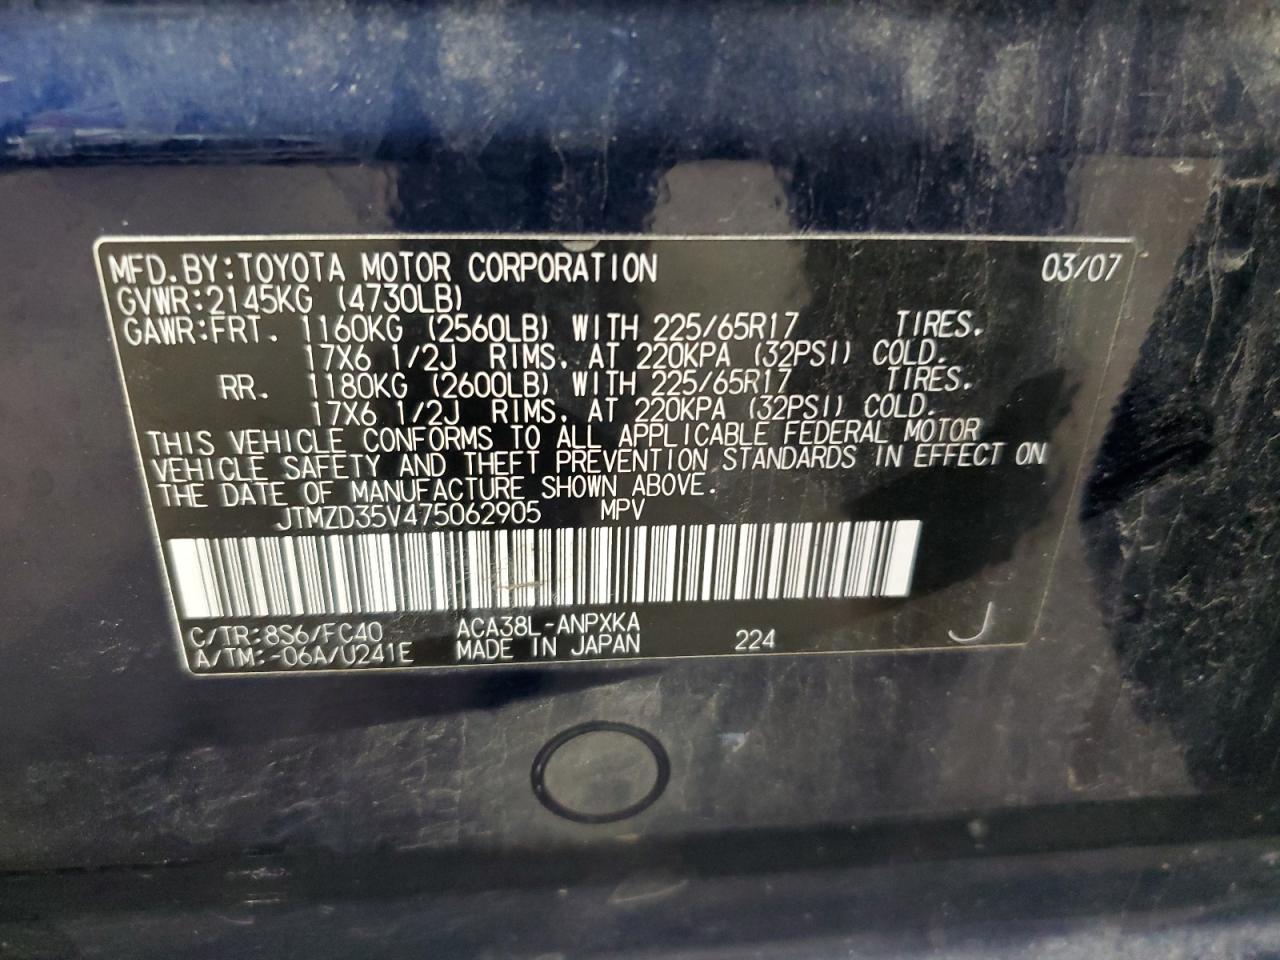 MFD.BY:TOYOTA MOTOR CORPORATION 03/07
GVWR:2145KG (4730LB)
GAWR:FRT. 1160KG (2560LB) WITH 225/65R17 TIRES.
17X6 1/2J RIMS, AT 220KPA (32PSI) COLD.
RR. 1180KG (2600LB) WITH 225/65R17 TIRES.
17X6 1/2J RIMS, AT 220KPA (32PSI) COLD.
THIS VEHICLE CONFORMS TO ALL APPLICABLE FEDERAL MOTOR
VEHICLE SAFETY AND THEFT PREVENTION STANDARDS IN EFFECT ON
THE DATE OF MANUFACTURE SHOWN ABOVE.
JTMZD35V475062905 MPV
C/TR:8S6/FC40 ACA38L-ANPXKA
A/TM:-06A/U241E MADE IN JAPAN 224 J